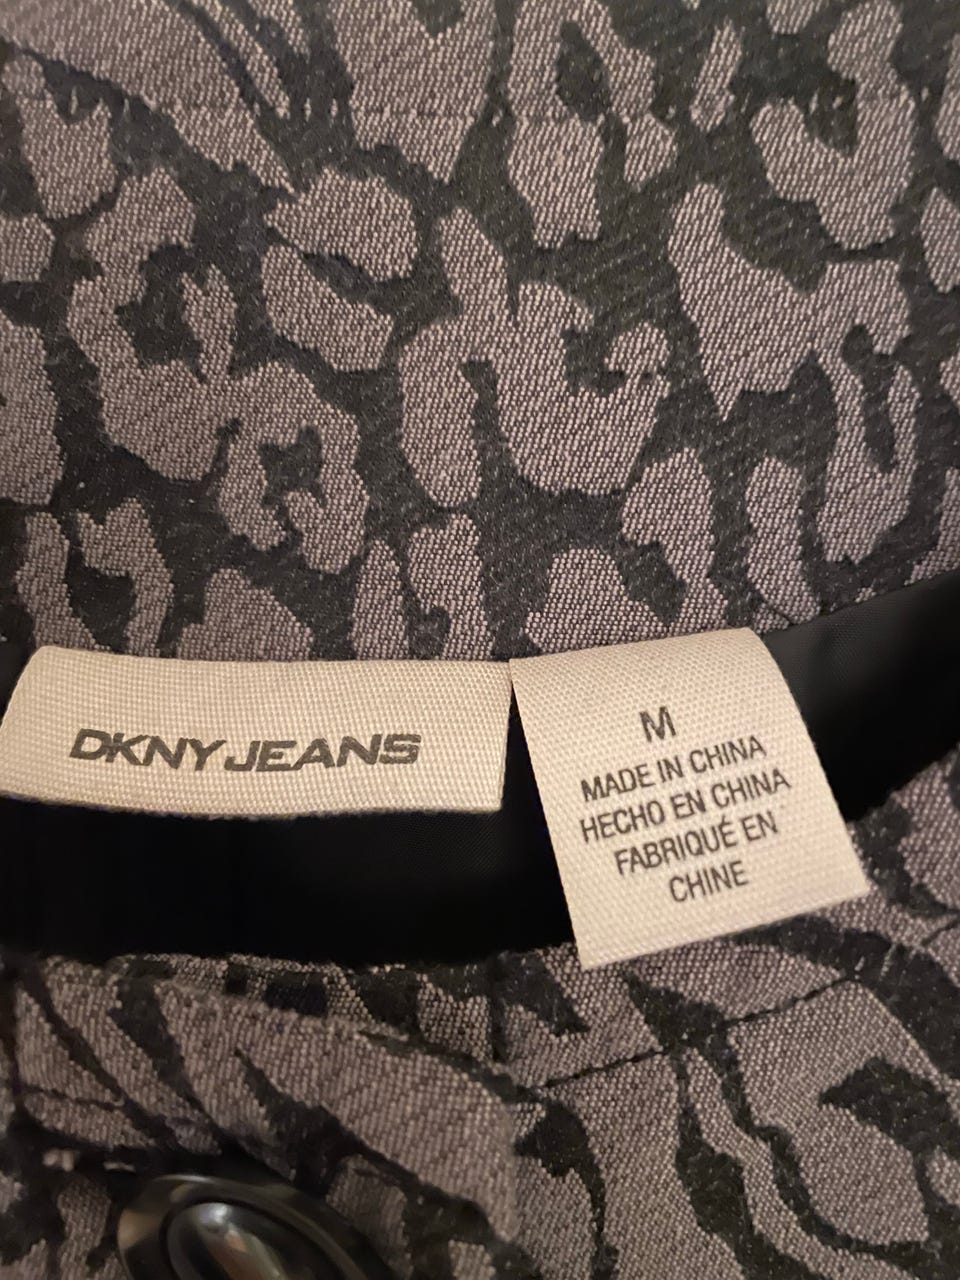 DKNY JEANS
M
MADE IN CHINA
HECHO EN CHINA
FABRIQUÉ EN
CHINE